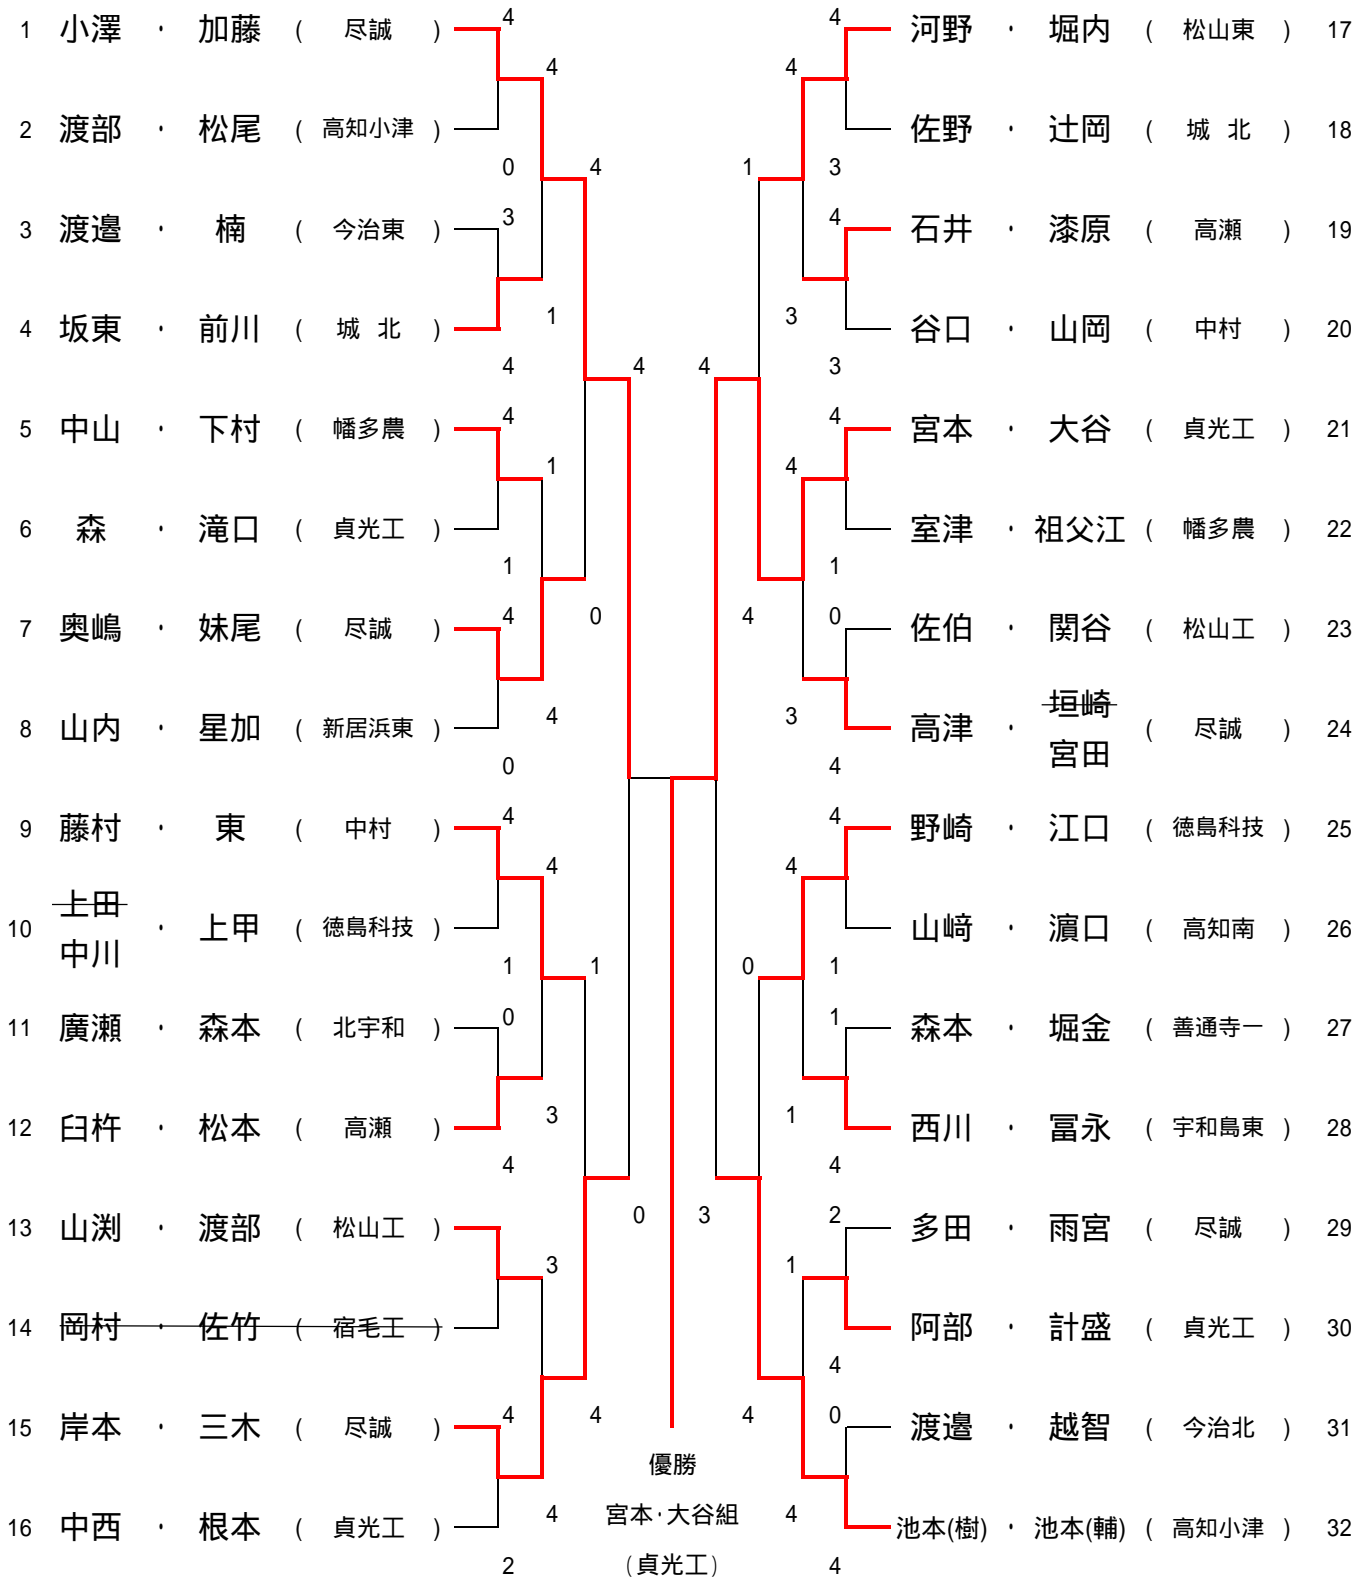 1 小澤 ・ 加藤 ( 尽誠 ) 4
4
2 渡部 ・ 松尾 ( 高知小津 )
0 4
3 渡邉 ・ 楠 ( 今治東 ) 3
4 坂東 ・ 前川 ( 城 北 ) 1
4 4
5 中山 ・ 下村 ( 幡多農 ) 4
1
6 森 ・ 滝口 ( 貞光工 )
1
7 奥嶋 ・ 妹尾 ( 尽誠 ) 4 0
8 山内 ・ 星加 ( 新居浜東 ) 4
0
9 藤村 ・ 東 ( 中村 ) 4
4
上田
10 ・ 上甲 ( 徳島科技 )
中川
1 1
11 廣瀬 ・ 森本 ( 北宇和 ) 0
3
12 臼杵 ・ 松本 ( 高瀬 )
4
0
13 山渕 ・ 渡部 ( 松山工 )
3
14 岡村 ・ 佐竹 ( 宿毛工 )
15 岸本 ・ 三木 ( 尽誠 ) 4 4
16 中西 ・ 根本 ( 貞光工 ) 4
2
4 河野 ・ 堀内 ( 松山東 ) 17
4
佐野 ・ 辻岡 ( 城 北 ) 18
1 3
4 石井 ・ 漆原 ( 高瀬 ) 19
3 谷口 ・ 山岡 ( 中村 ) 20
4 3
4 宮本 ・ 大谷 ( 貞光工 ) 21
4
室津 ・ 祖父江 ( 幡多農 ) 22
1
4 0 佐伯 ・ 関谷 ( 松山工 ) 23
垣崎
3 高津 ・ ( 尽誠 ) 24
宮田
4
4 野崎 ・ 江口 ( 徳島科技 ) 25
4
山﨑 ・ 濵口 ( 高知南 ) 26
0 1
1 森本 ・ 堀金 ( 善通寺一 ) 27
1 西川 ・ 冨永 ( 宇和島東 ) 28
4
3 2 多田 ・ 雨宮 ( 尽誠 ) 29
1
阿部 ・ 計盛 ( 貞光工 ) 30
4
4 0 渡邉 ・ 越智 ( 今治北 ) 31
4 池本(樹) ・ 池本(輔) ( 高知小津 ) 32
4
優勝
宮本・大谷組
(貞光工)